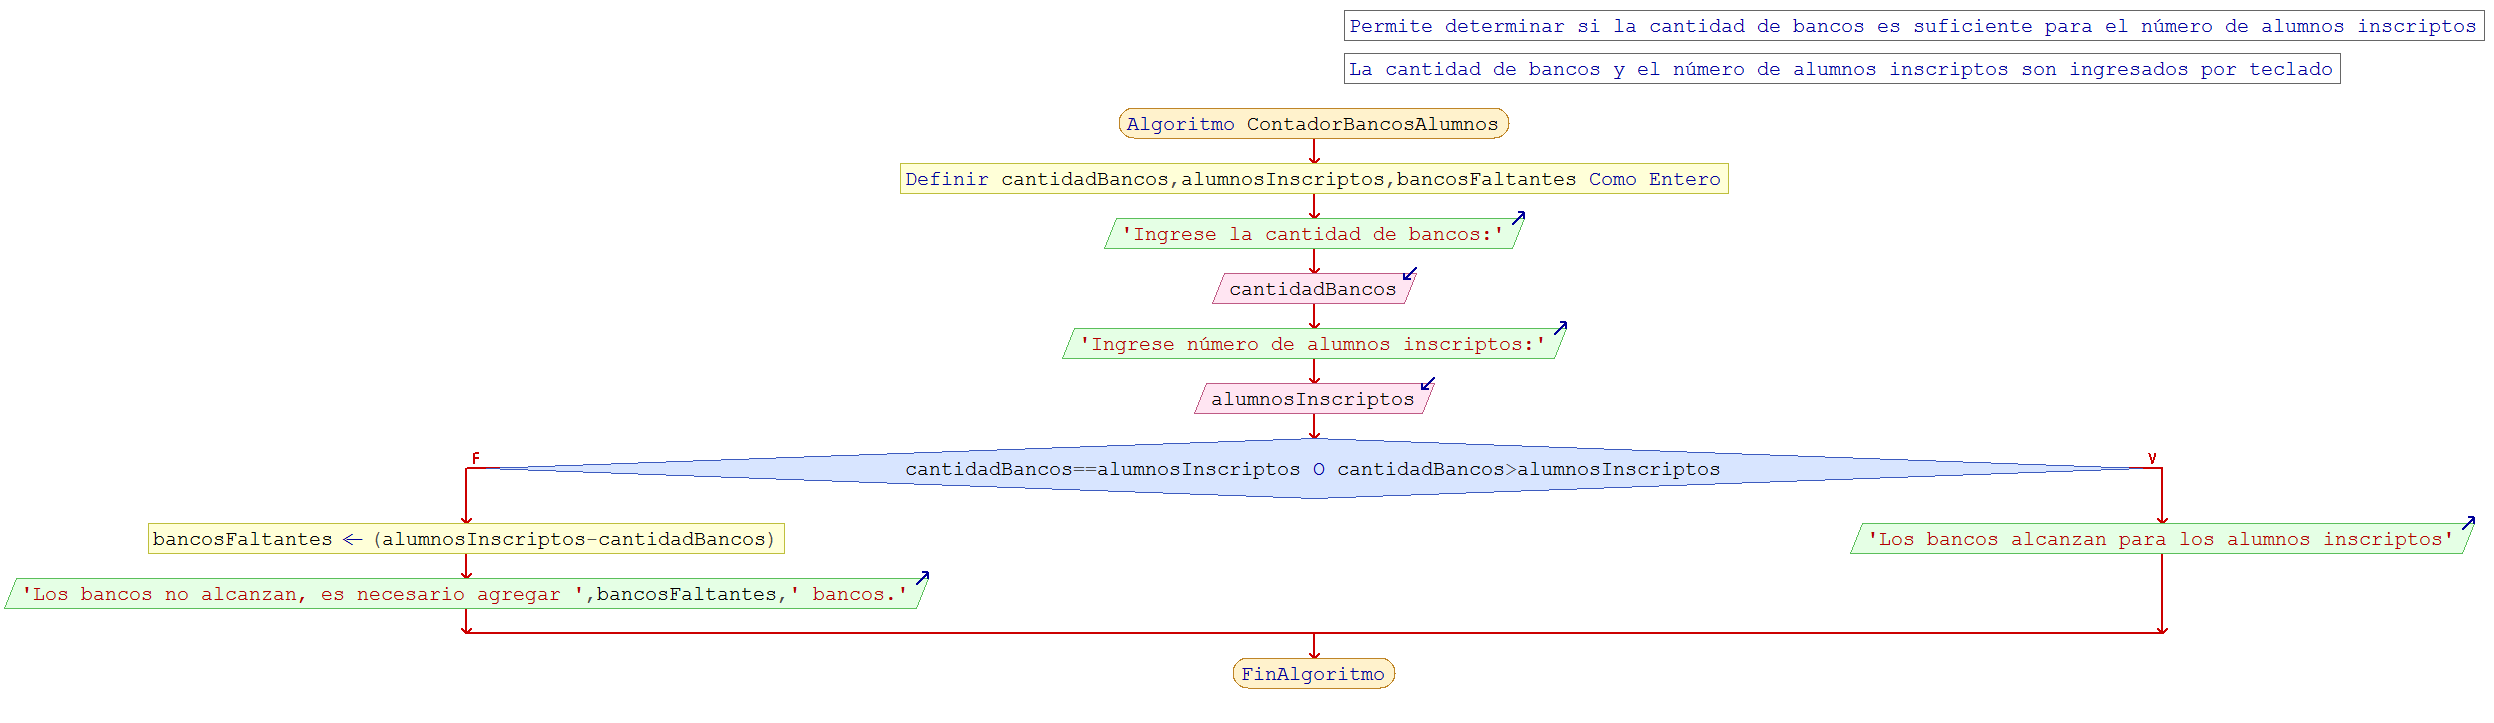 Permite determinar si la cantidad de bancos es suficiente para el número de alumnos inscriptos
La cantidad de bancos y el número de alumnos inscriptos son ingresados por teclado
Algoritmo ContadorBancosAlumnos
Definir cantidadBancos,alumnosInscriptos,bancosFaltantes Como Entero
'Ingrese la cantidad de bancos:'
cantidadBancos
'Ingrese número de alumnos inscriptos:'
alumnosInscriptos
F
V
cantidadBancos==alumnosInscriptos O cantidadBancos>alumnosInscriptos
bancosFaltantes ← (alumnosInscriptos-cantidadBancos)
'Los bancos alcanzan para los alumnos inscriptos'
'Los bancos no alcanzan, es necesario agregar ',bancosFaltantes,' bancos.'
FinAlgoritmo